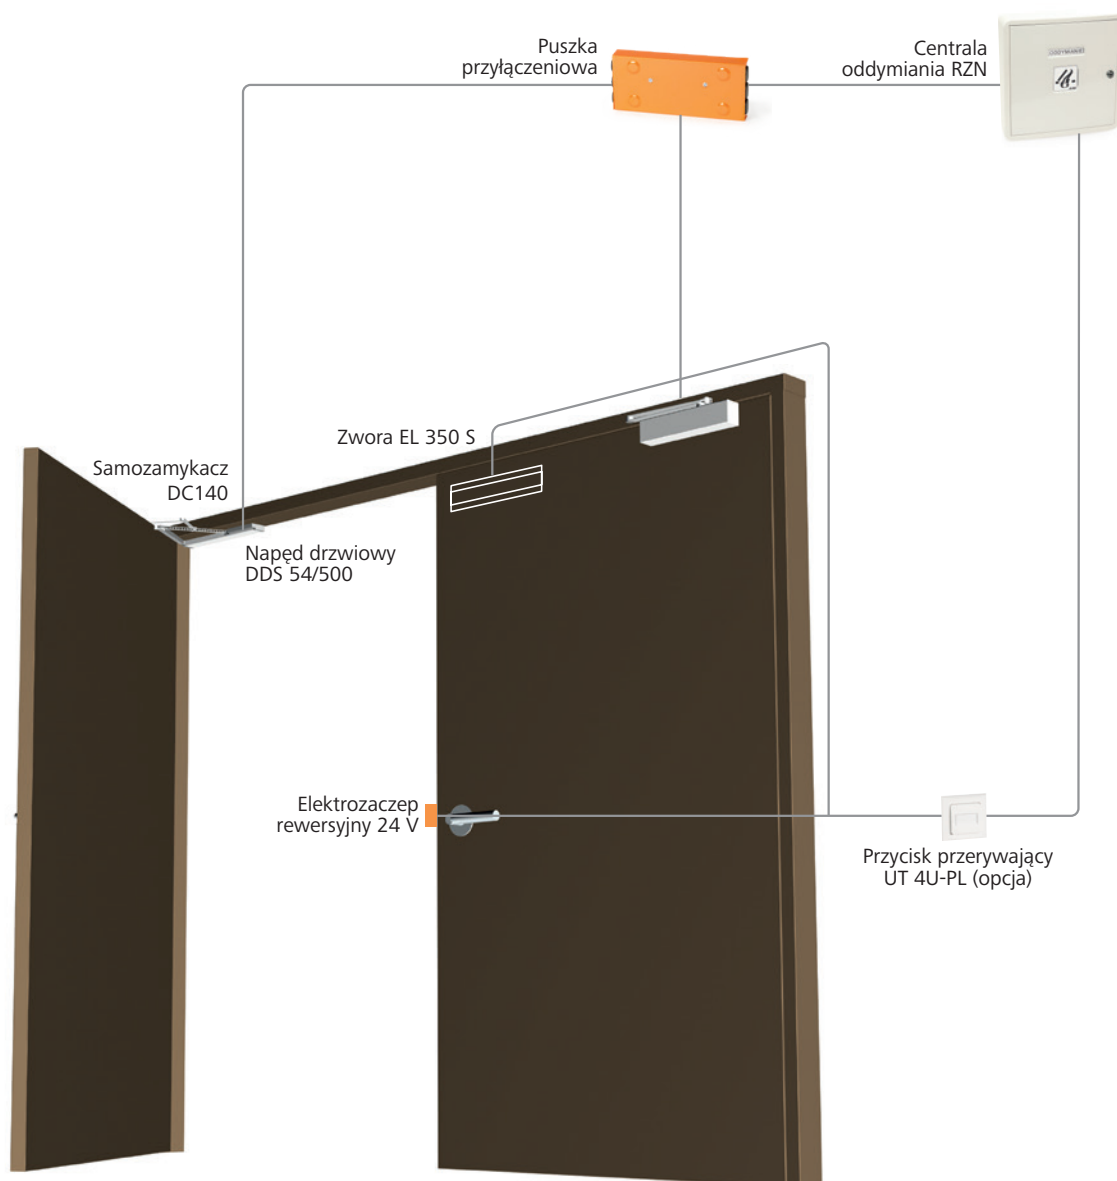 Puszka
przyłączeniowa
Centrala
oddymiania RZN
Zwora EL 350 S
Samozamykacz
DC140
Napęd drzwiowy
DDS 54/500
Elektrozaczep
rewersyjny 24 V
Przycisk przerywający
UT 4U-PL (opcja)